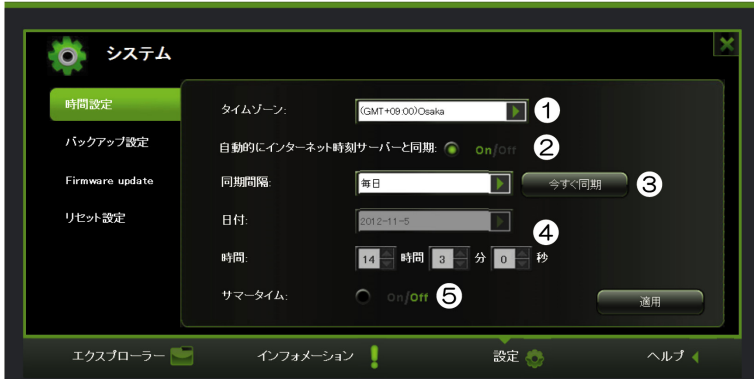 システム
時間設定
バックアップ設定
Firmware update
リセット設定
タイムゾーン: (GMT+09:00)Osaka ①
自動的にインターネット時刻サーバーと同期: On/Off ②
同期間隔: 毎日 今すぐ同期 ③
日付: 2012-11-5 ④
時間: 14 時間 3 分 0 秒
サマータイム: On/Off ⑤
適用
エクスプローラー インフォメーション 設定 ヘルプ